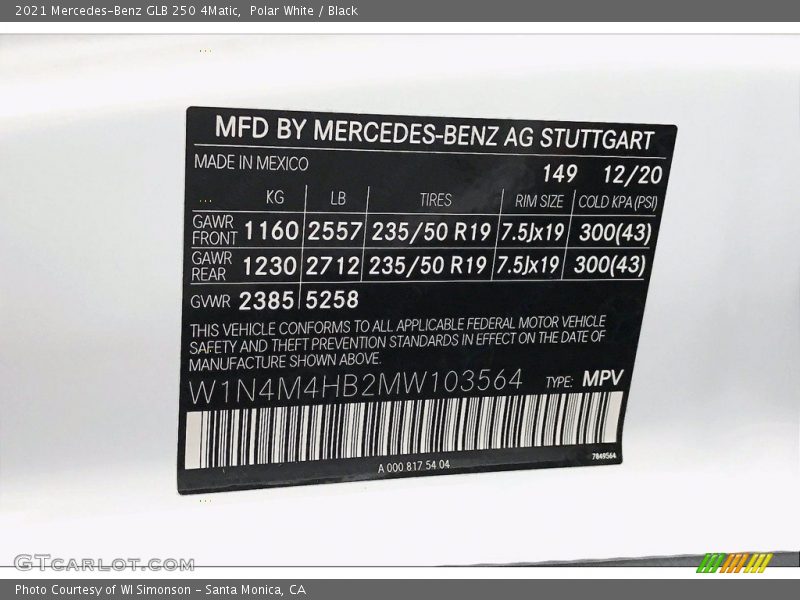 2021 Mercedes-Benz GLB 250 4Matic, Polar White / Black
MFD BY MERCEDES-BENZ AG STUTTGART
MADE IN MEXICO 149 12/20
KG LB TIRES RIM SIZE COLD KPA (PSI)
GAWR FRONT 1160 2557 235/50 R19 7.5Jx19 300(43)
GAWR REAR 1230 2712 235/50 R19 7.5Jx19 300(43)
GVWR 2385 5258
THIS VEHICLE CONFORMS TO ALL APPLICABLE FEDERAL MOTOR VEHICLE
SAFETY AND THEFT PREVENTION STANDARDS IN EFFECT ON THE DATE OF
MANUFACTURE SHOWN ABOVE.
W1N4M4HB2MW103564 TYPE: MPV
A 000 817 54 04 7849564
GTcarlot.com
Photo Courtesy of WI Simonson - Santa Monica, CA